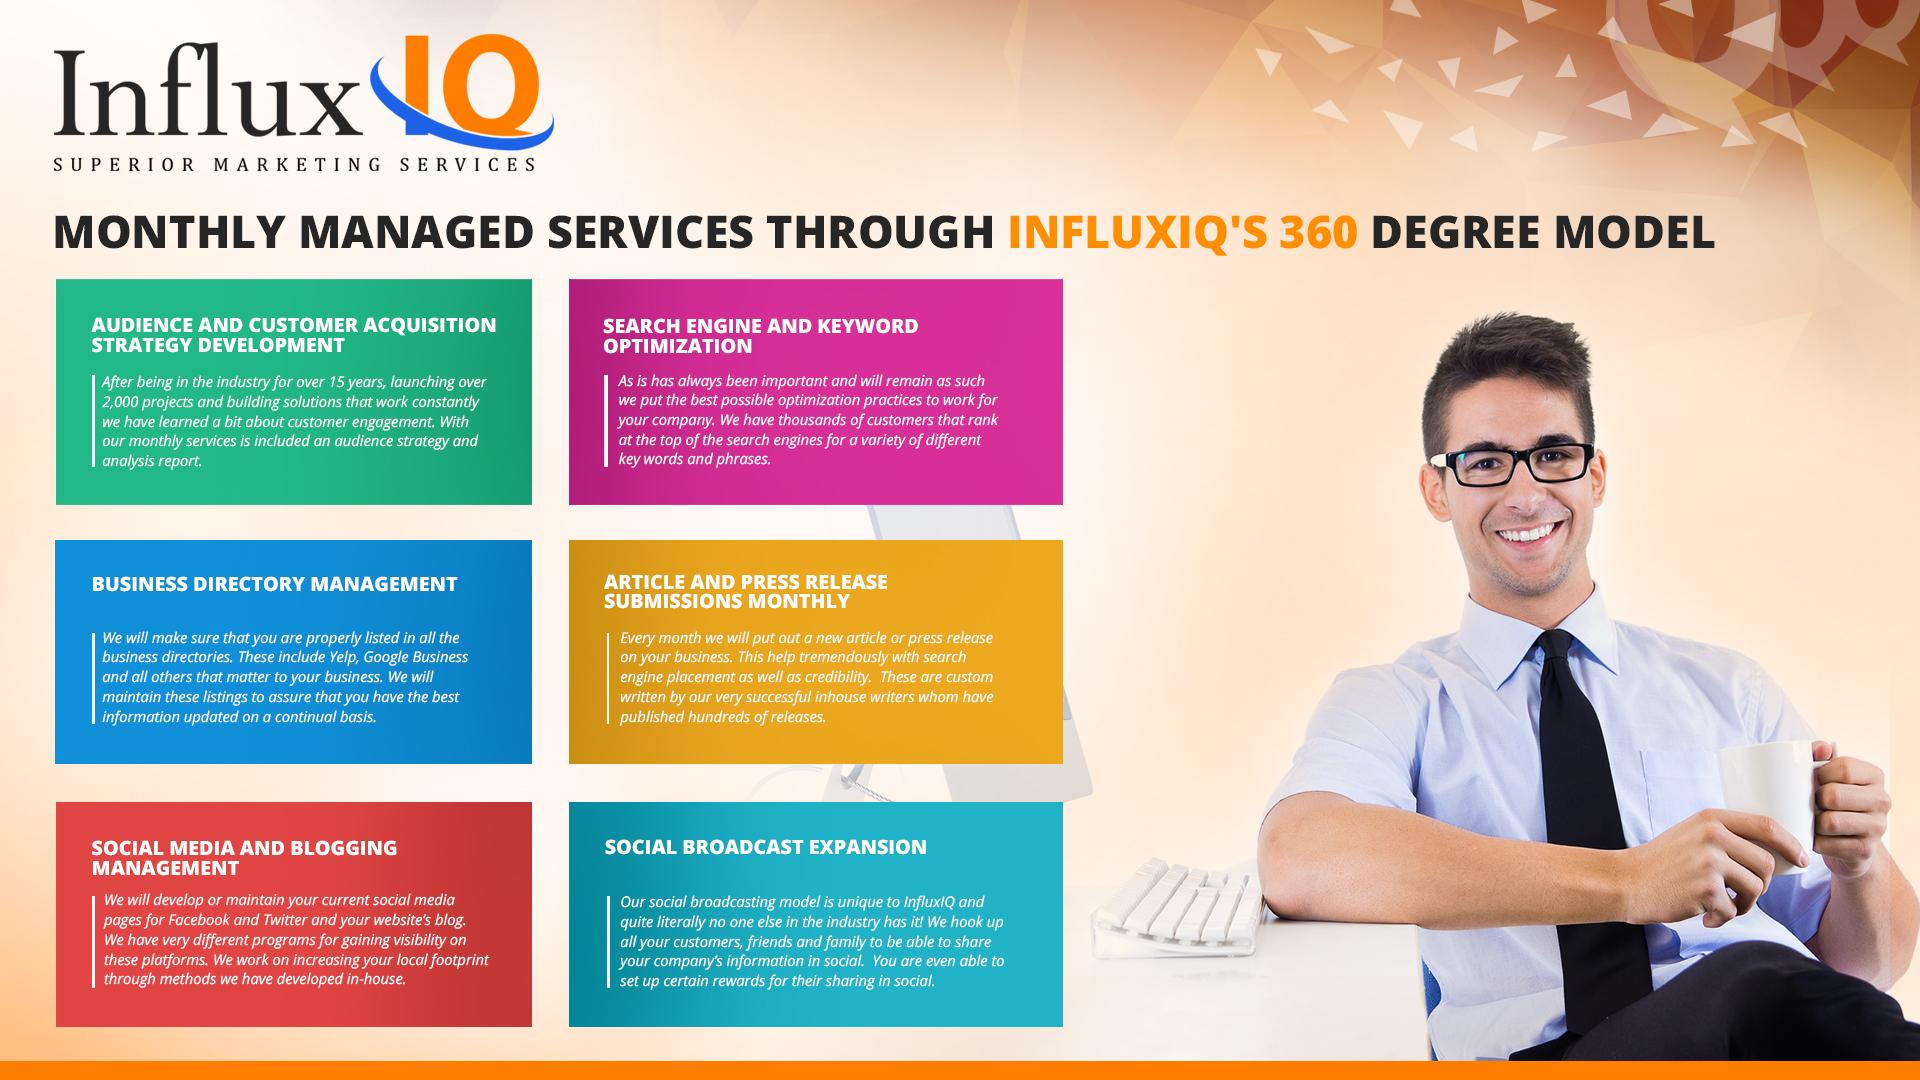 Influx IQ
SUPERIOR MARKETING SERVICES
MONTHLY MANAGED SERVICES THROUGH INFLUXIQ'S 360 DEGREE MODEL
AUDIENCE AND CUSTOMER ACQUISITION
STRATEGY DEVELOPMENT
After being in the industry for over 15 years, launching over
2,000 projects and building solutions that work constantly
we have learned a bit about customer engagement. With
our monthly services is included an audience strategy and
analysis report.
SEARCH ENGINE AND KEYWORD
OPTIMIZATION
As is has always been important and will remain as such
we put the best possible optimization practices to work for
your company. We have thousands of customers that rank
at the top of the search engines for a variety of different
key words and phrases.
BUSINESS DIRECTORY MANAGEMENT
We will make sure that you are properly listed in all the
business directories. These include Yelp, Google Business
and all others that matter to your business. We will
maintain these listings to assure that you have the best
information updated on a continual basis.
ARTICLE AND PRESS RELEASE
SUBMISSIONS MONTHLY
Every month we will put out a new article or press release
on your business. This help tremendously with search
engine placement as well as credibility.  These are custom
written by our very successful inhouse writers whom have
published hundreds of releases.
SOCIAL MEDIA AND BLOGGING
MANAGEMENT
We will develop or maintain your current social media
pages for Facebook and Twitter and your website’s blog.
We have very different programs for gaining visibility on
these platforms. We work on increasing your local footprint
through methods we have developed in-house.
SOCIAL BROADCAST EXPANSION
Our social broadcasting model is unique to InfluxIQ and
quite literally no one else in the industry has it! We hook up
all your customers, friends and family to be able to share
your company’s information in social.  You are even able to
set up certain rewards for their sharing in social.